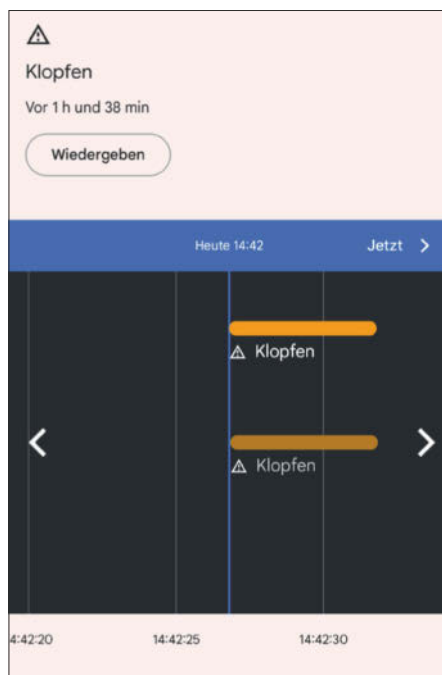 Klopfen
Vor 1 h und 38 min
Wiedergeben
Heute 14:42 Jetzt
Klopfen
Klopfen
4:42:20 14:42:25 14:42:30